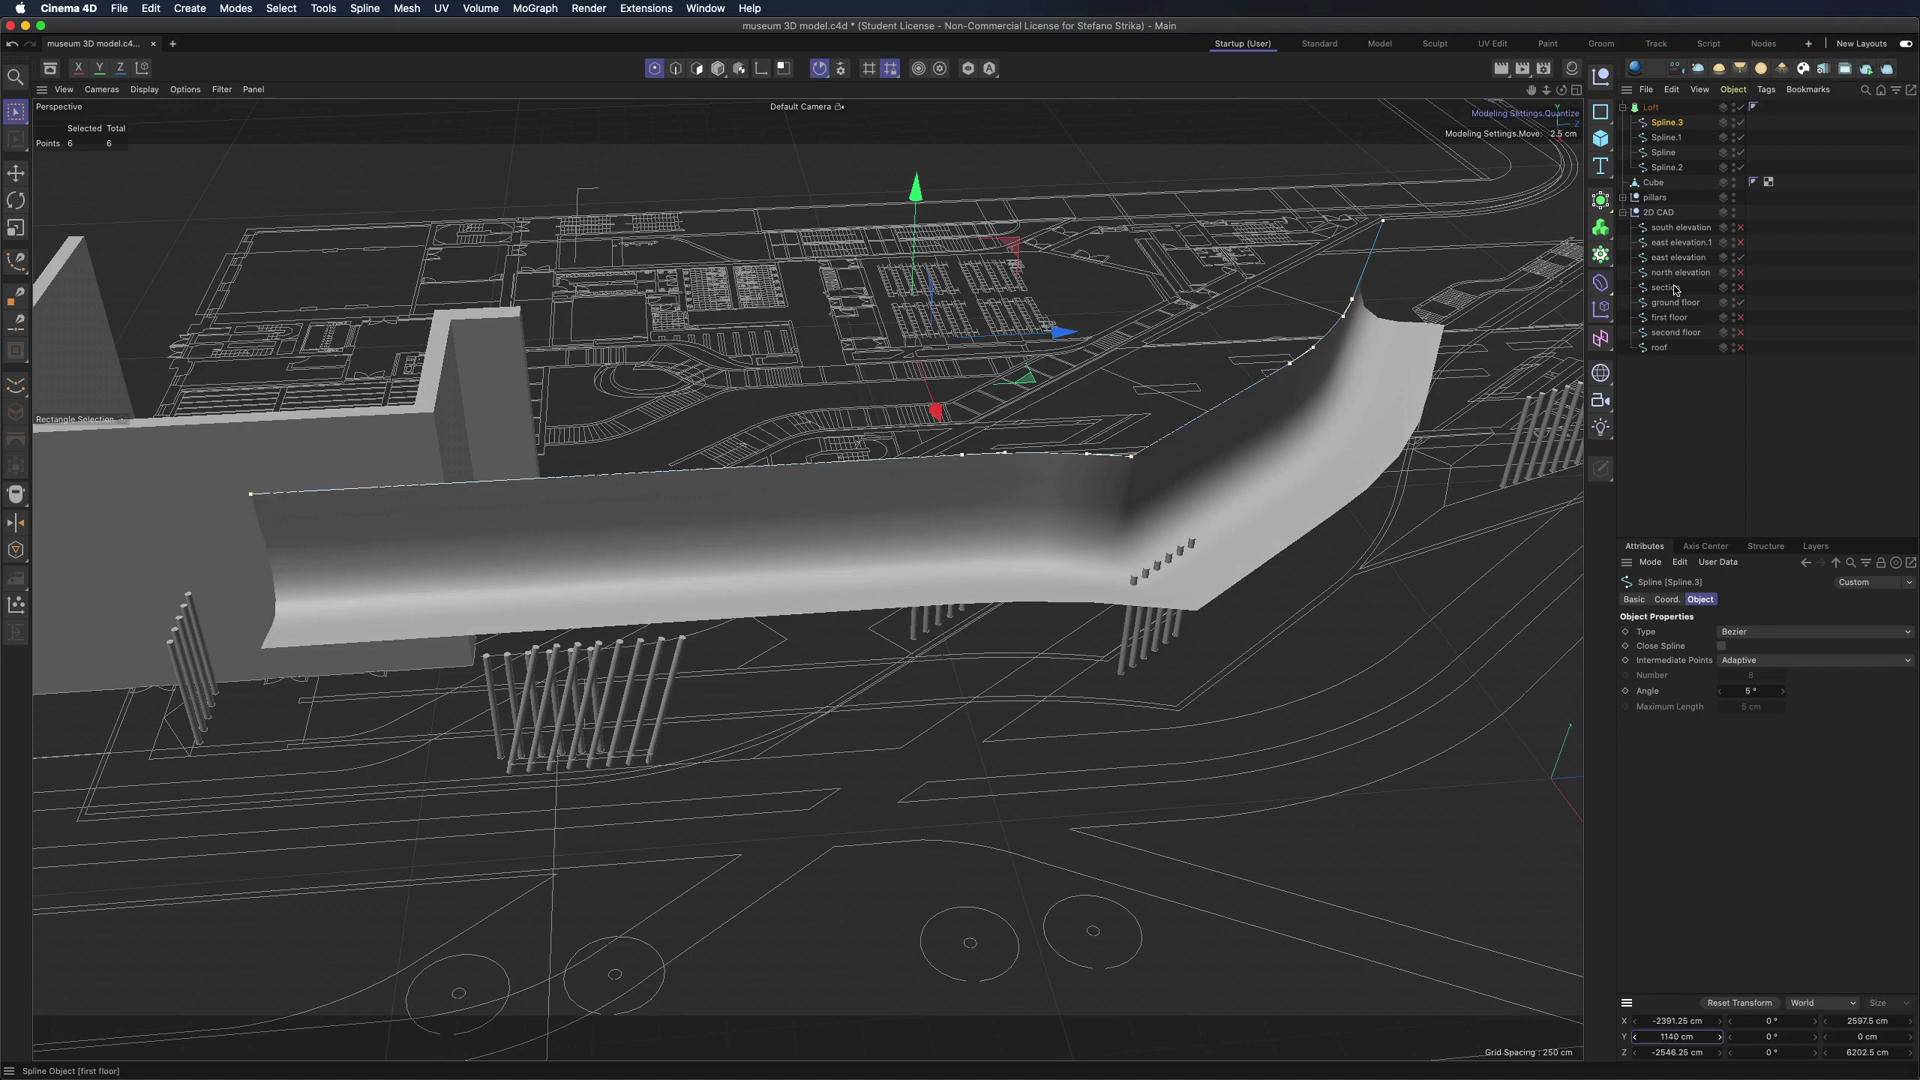 Cinema 4D File Edit Create Modes Select Tools Spline Mesh UV Volume MoGraph Render Extensions Window Help
museum 3D model.c4d * (Student License - Non-Commercial License for Stefano Strika) - Main
museum 3D model.c4... × + Startup (User) Standard Model Sculpt UV Edit Paint Groom Track Script Nodes + New Layouts
X Y Z
View Cameras Display Options Filter Panel
File Edit View Object Tags Bookmarks
Perspective
Default Camera
Modeling Settings.Quantize
Modeling Settings.Move: 2.5 cm
Selected Total
Points 6 6
Rectangle Selection
Grid Spacing : 250 cm
Loft
Spline.3
Spline.1
Spline
Spline.2
Cube
pillars
2D CAD
south elevation
east elevation.1
east elevation
north elevation
ground floor
first floor
second floor
roof
Attributes Axis Center Structure Layers
Mode Edit User Data
Spline [Spline.3] Custom
Basic Coord. Object
Object Properties
Type Bezier
Close Spline
Intermediate Points Adaptive
Number 8
Angle 5 °
Maximum Length 5 cm
Reset Transform World Size
X -2391.25 cm 0 ° 2597.5 cm
Y 1140 cm 0 ° 0 cm
Z -2546.25 cm 0 ° 6202.5 cm
Spline Object [first floor]